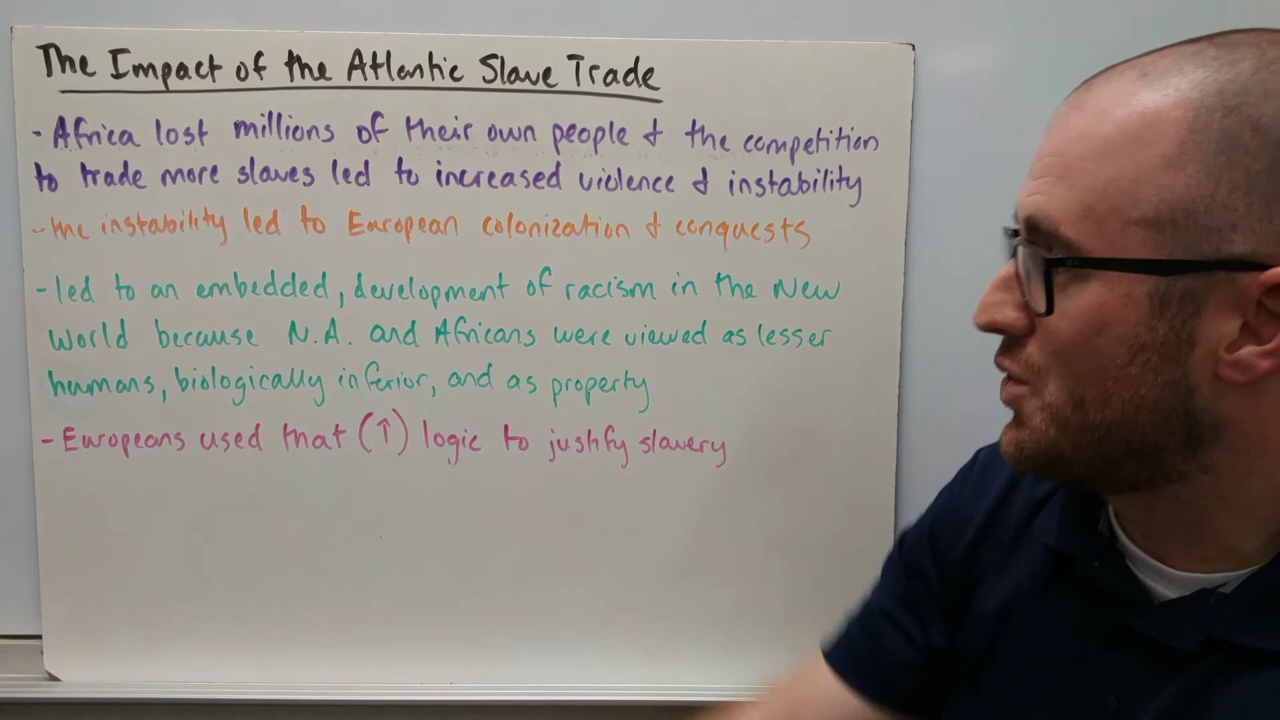 The Impact of the Atlantic Slave Trade
- Africa lost millions of their own people & the competition
to trade more slaves led to increased violence & instability
- the instability led to European colonization & conquests
- led to an embedded, development of racism in the New
World because N.A. and Africans were viewed as lesser
humans, biologically inferior, and as property
- Europeans used that (↑) logic to justify slavery